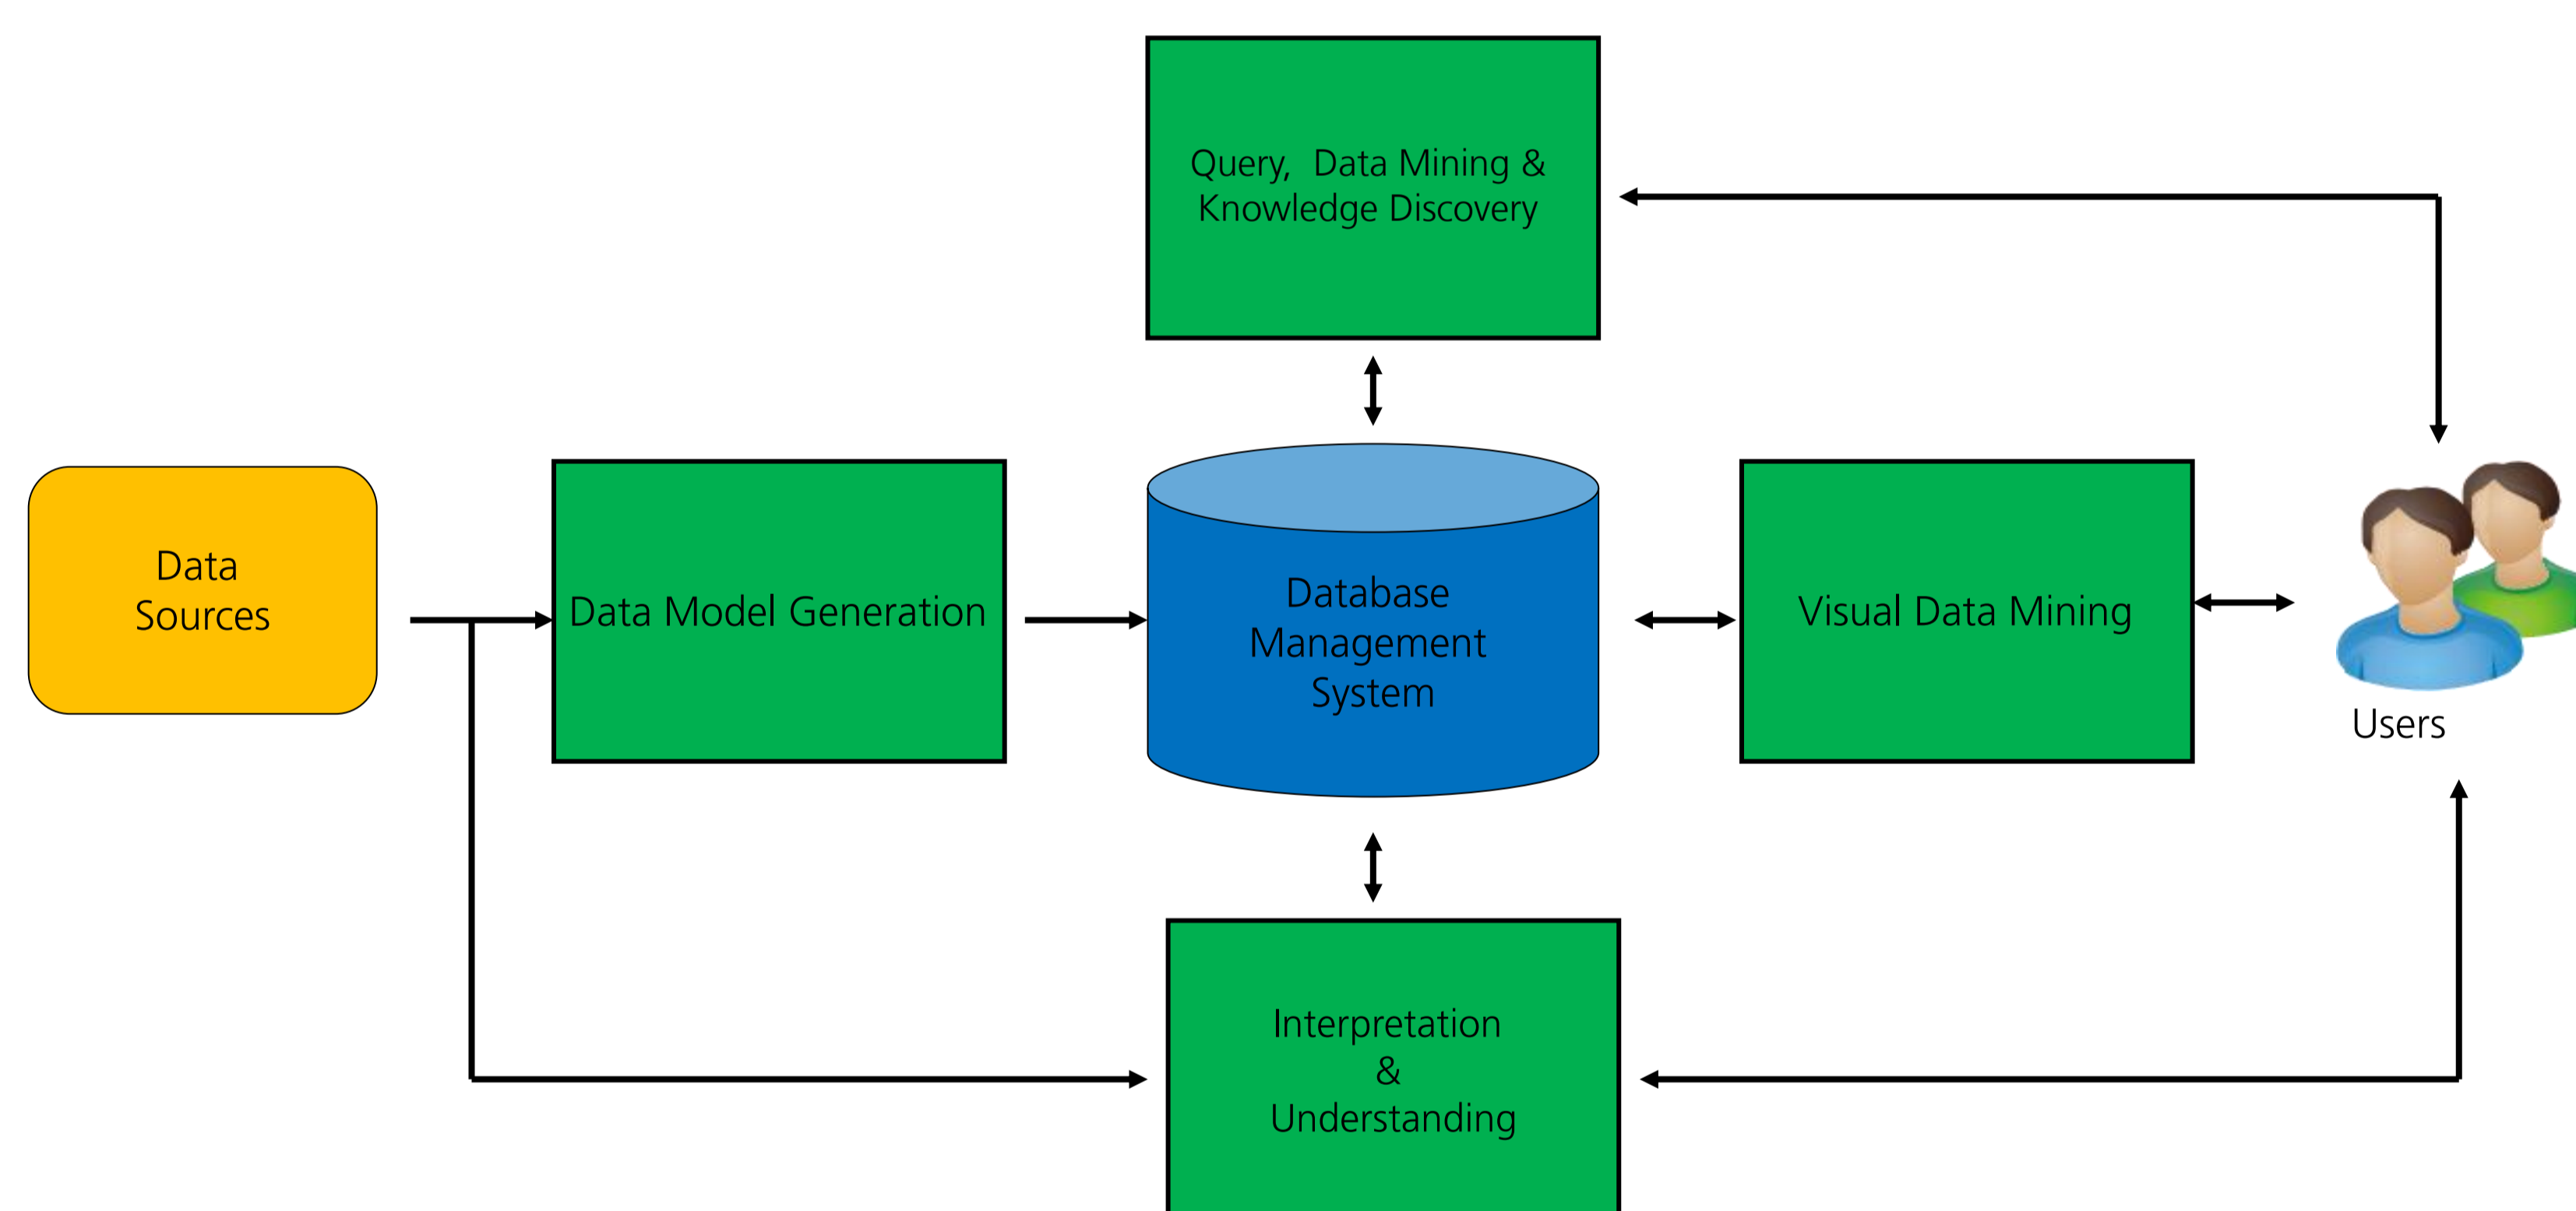 Query, Data Mining &
Knowledge Discovery
Data
Sources
Data Model Generation
Database
Management
System
Visual Data Mining
Users
Interpretation
&
Understanding